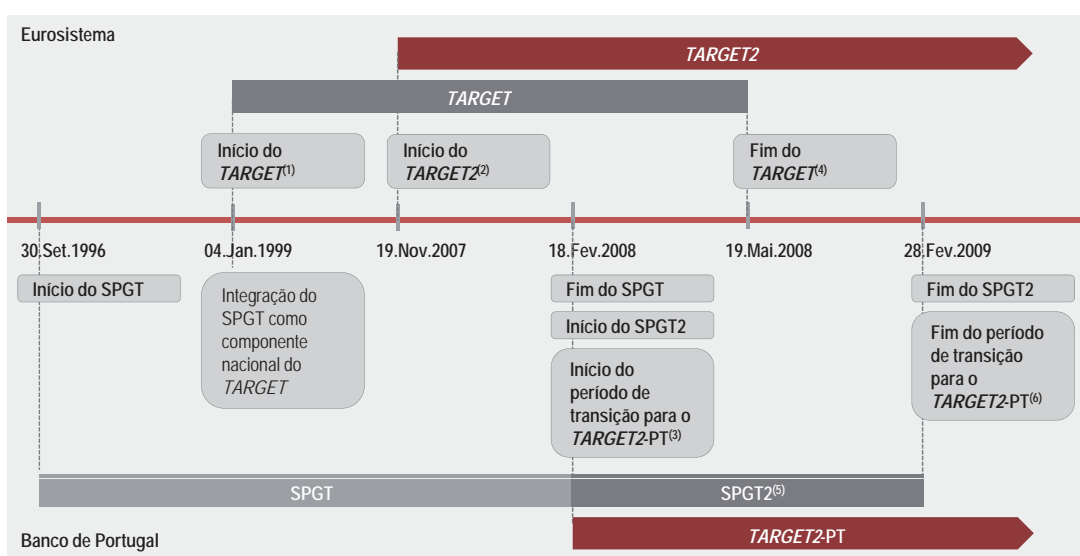 Eurosistema
TARGET2
TARGET
Início do
TARGET(1)
Início do
TARGET2(2)
Fim do
TARGET(4)
30.Set.1996
04.Jan.1999
19.Nov.2007
18.Fev.2008
19.Mai.2008
28.Fev.2009
Início do SPGT
Integração do
SPGT como
componente
nacional do
TARGET
Fim do SPGT
Início do SPGT2
Início do
período de
transição para o
TARGET2-PT(3)
Fim do SPGT2
Fim do período
de transição
para o
TARGET2-PT(6)
SPGT
SPGT2(5)
TARGET2-PT
Banco de Portugal